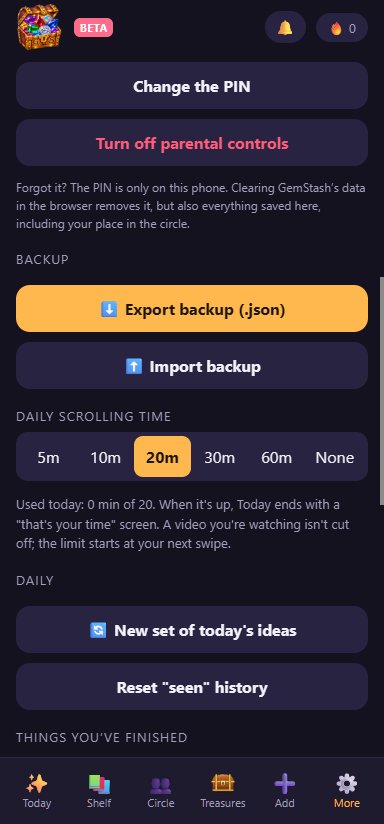 BETA
0
Change the PIN
Turn off parental controls
Forgot it? The PIN is only on this phone. Clearing GemStash's data
in the browser removes it, but also everything saved here,
including your place in the circle.
BACKUP
Export backup (.json)
Import backup
DAILY SCROLLING TIME
5m 10m 20m 30m 60m None
Used today: 0 min of 20. When it's up, Today ends with a
"that's your time" screen. A video you're watching isn't cut
off; the limit starts at your next swipe.
DAILY
New set of today's ideas
Reset "seen" history
THINGS YOU'VE FINISHED
Today Shelf Circle Treasures Add More